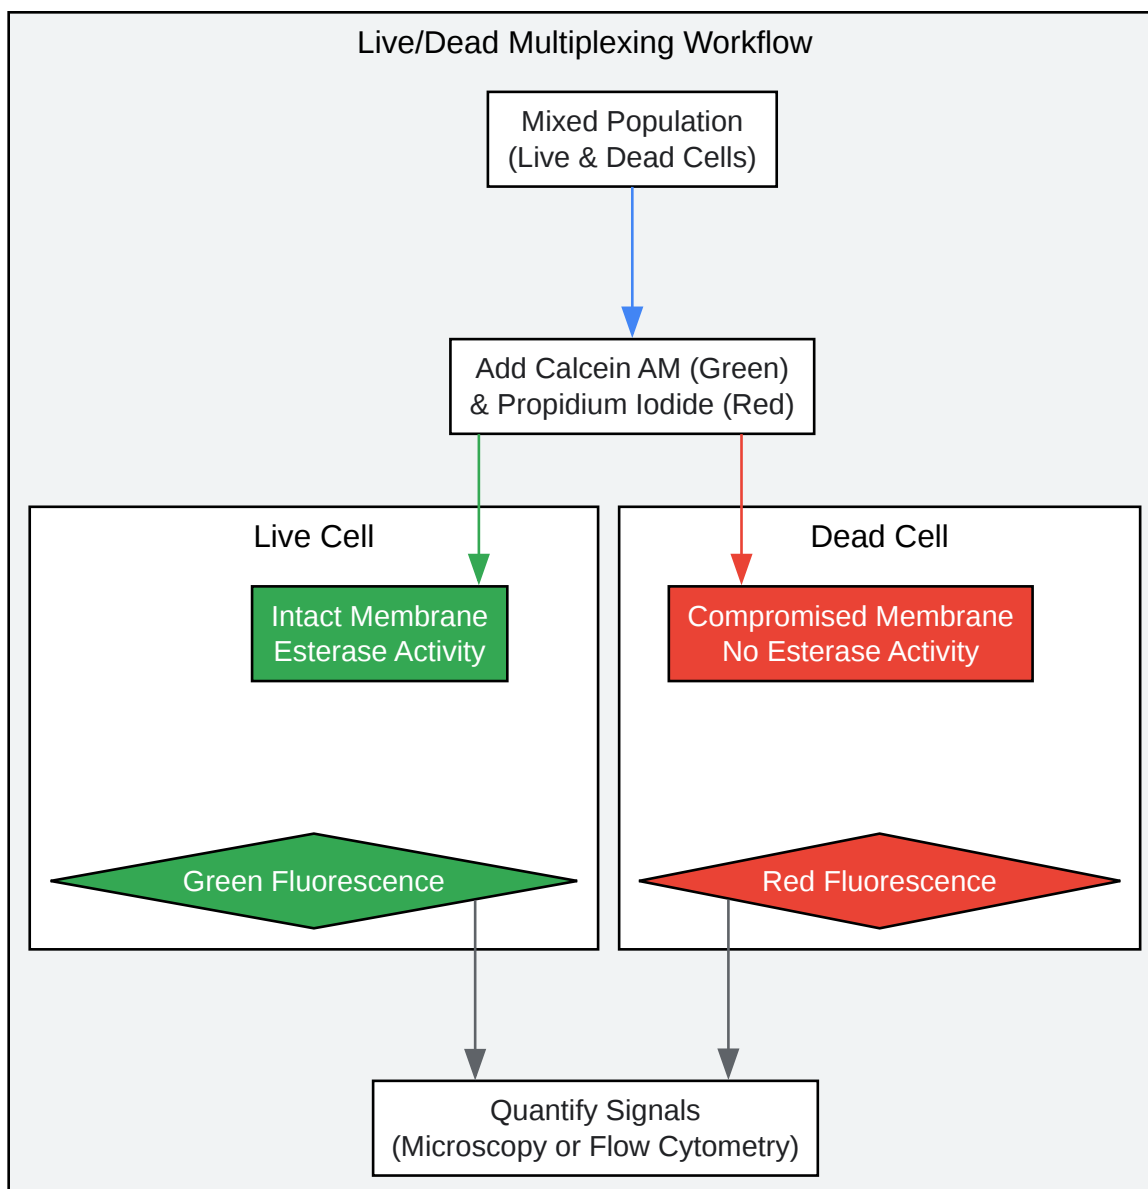 Live/Dead Multiplexing Workflow
Mixed Population
(Live & Dead Cells)
Add Calcein AM (Green)
& Propidium Iodide (Red)
Live Cell
Intact Membrane
Esterase Activity
Green Fluorescence
Dead Cell
Compromised Membrane
No Esterase Activity
Red Fluorescence
Quantify Signals
(Microscopy or Flow Cytometry)